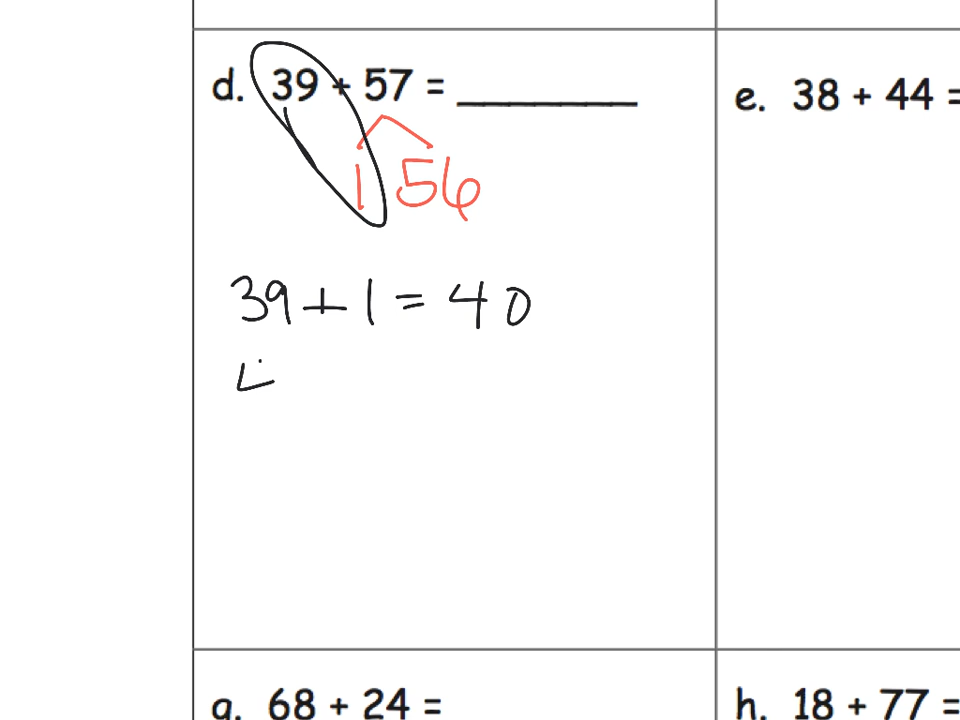 d. 39 + 57 = ________
1 56
39 + 1 = 40
e. 38 + 44 =
g. 68 + 24 =
h. 18 + 77 =